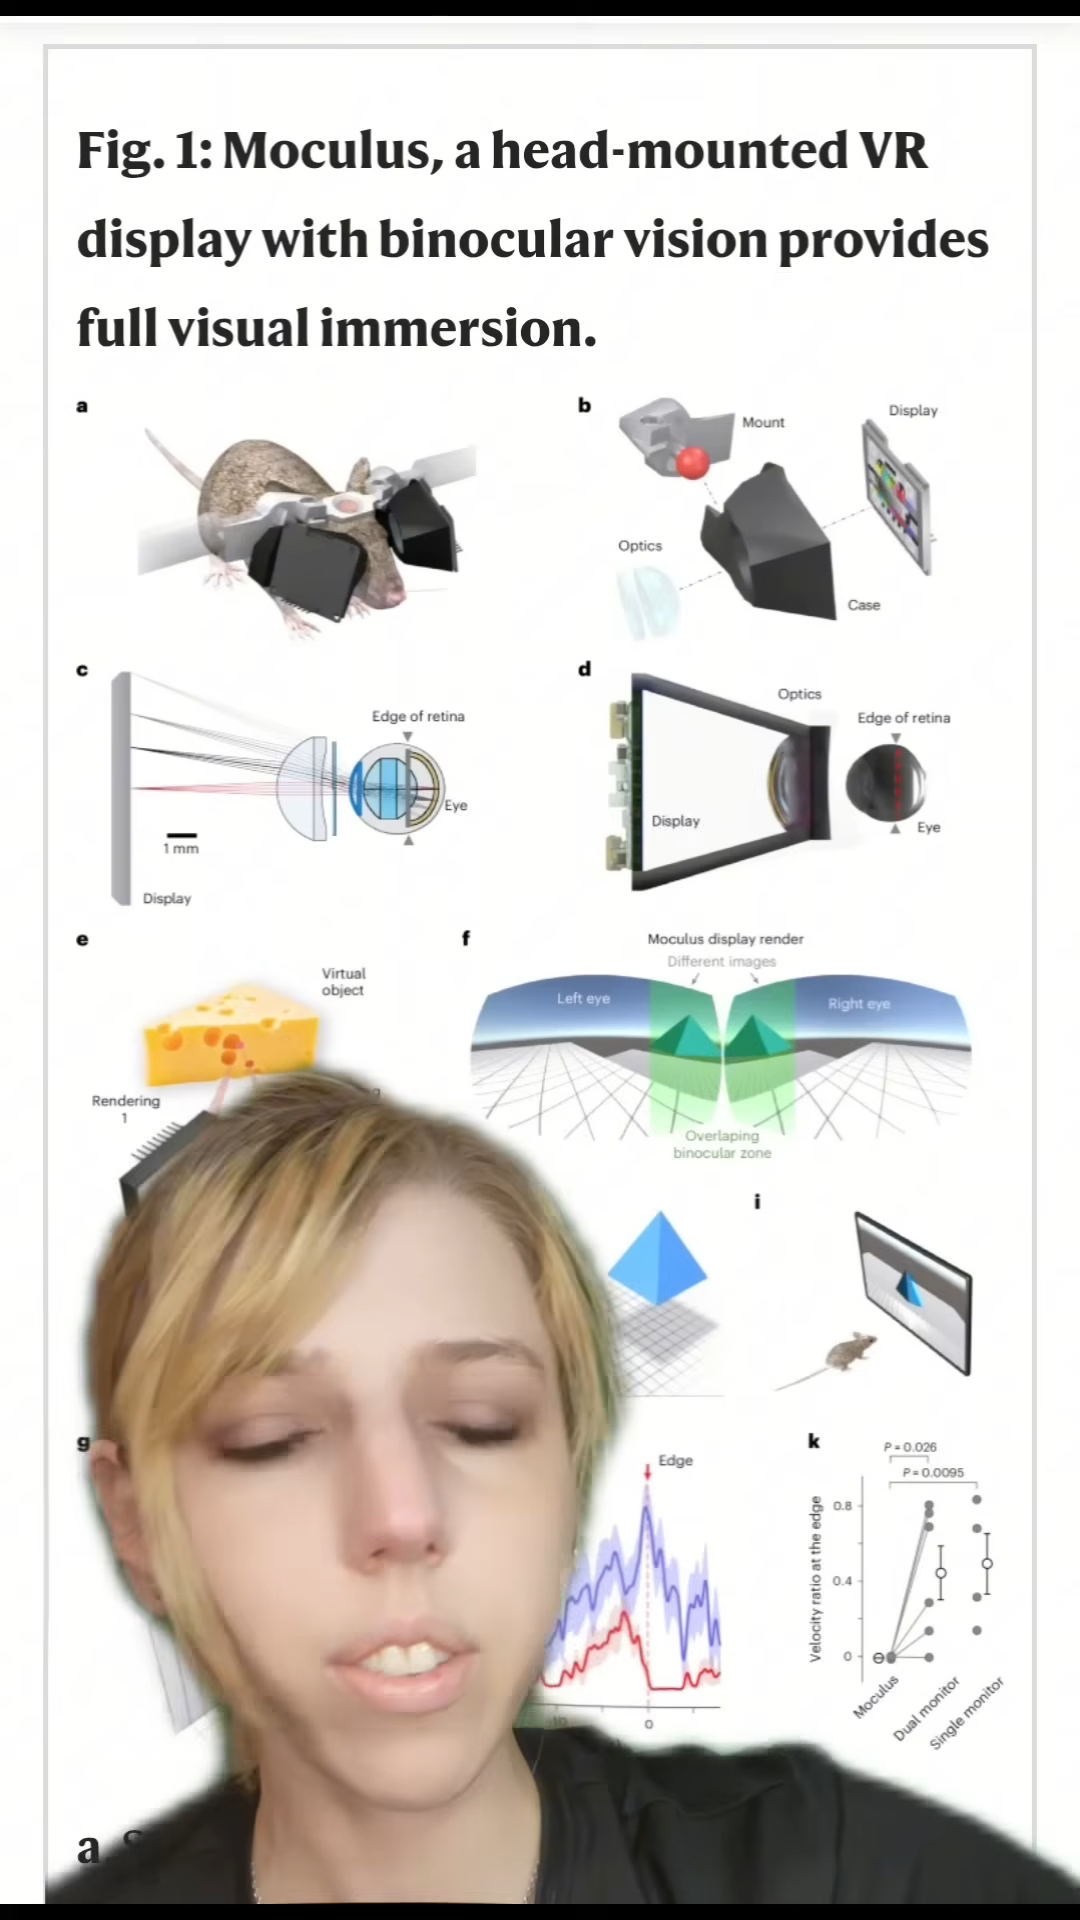 Fig. 1: Moculus, a head-mounted VR
display with binocular vision provides
full visual immersion.
a
b
Mount
Display
Optics
Case
c
Edge of retina
Eye
1 mm
Display
d
Optics
Edge of retina
Display
Eye
e
Virtual
object
Rendering
1
f
Moculus display render
Different images
Left eye
Right eye
Overlaping
binocular zone
i
g
Edge
0
k
P = 0.026
P = 0.0095
Velocity ratio at the edge
0.8
0.4
0
Moculus
Dual monitor
Single monitor
a